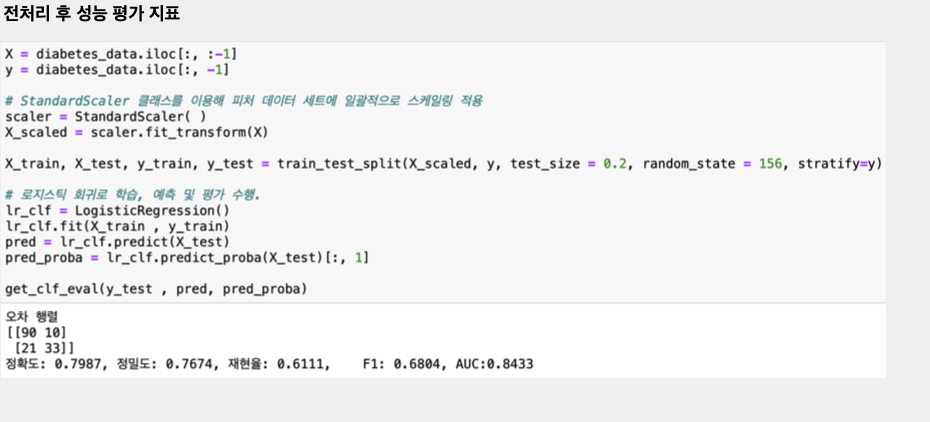 전처리 후 성능 평가 지표
X = diabetes_data.iloc[:, :-1]
y = diabetes_data.iloc[:, -1]
# StandardScaler 클래스를 이용해 피처 데이터 세트에 일괄적으로 스케일링 적용
scaler = StandardScaler( )
X_scaled = scaler.fit_transform(X)
X_train, X_test, y_train, y_test = train_test_split(X_scaled, y, test_size = 0.2, random_state = 156, stratify=y)
# 로지스틱 회귀로 학습, 예측 및 평가 수행.
lr_clf = LogisticRegression()
lr_clf.fit(X_train , y_train)
pred = lr_clf.predict(X_test)
pred_proba = lr_clf.predict_proba(X_test)[:, 1]
get_clf_eval(y_test , pred, pred_proba)
오차 행렬
[[90 10]
 [21 33]]
정확도: 0.7987, 정밀도: 0.7674, 재현율: 0.6111,    F1: 0.6804, AUC:0.8433